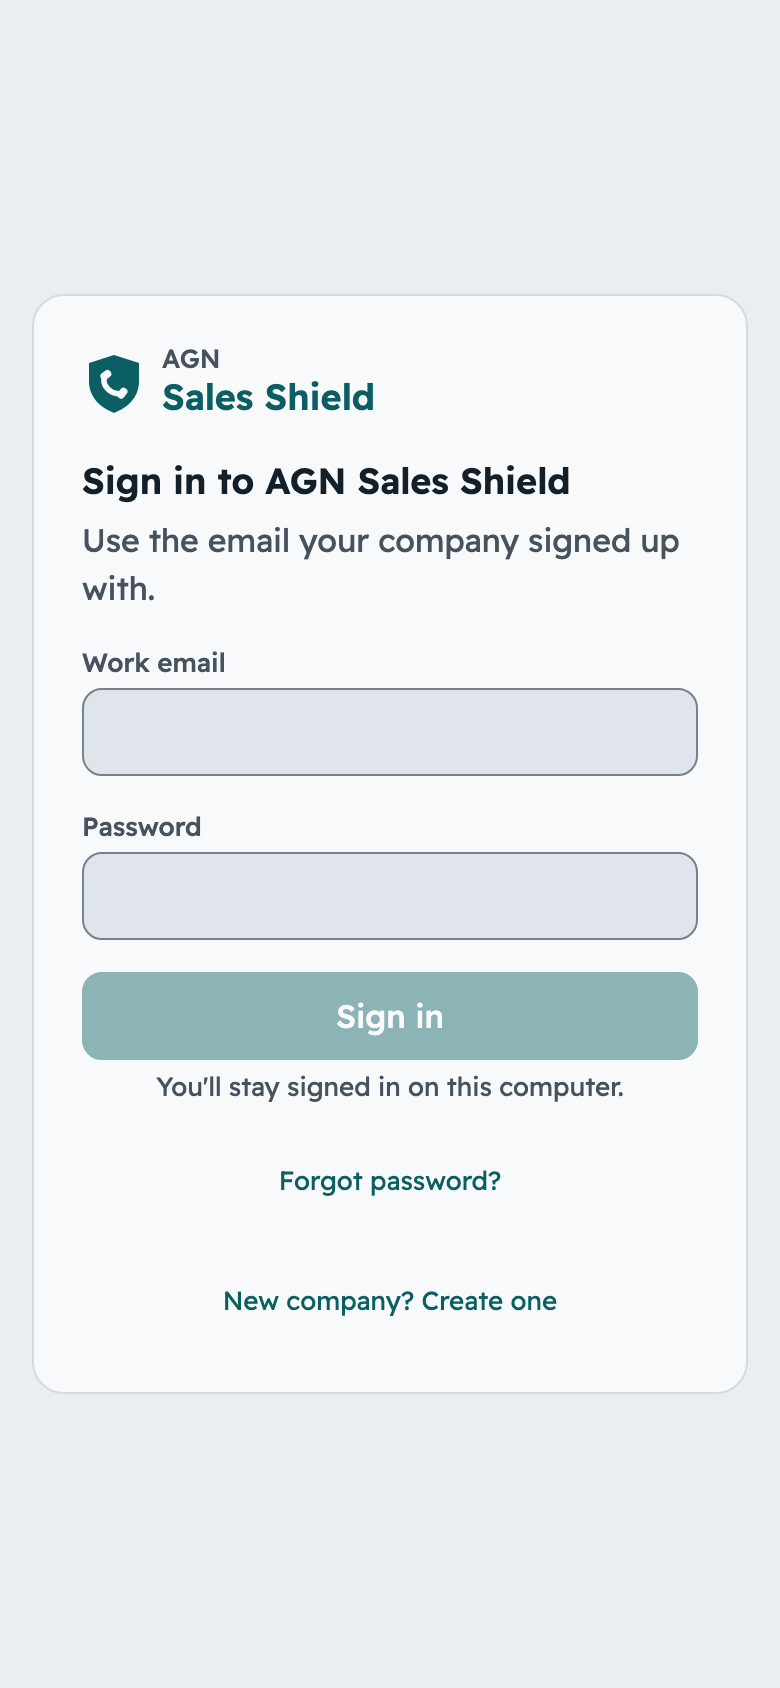 AGN
Sales Shield
Sign in to AGN Sales Shield
Use the email your company signed up
with.
Work email
Password
Sign in
You'll stay signed in on this computer.
Forgot password?
New company? Create one